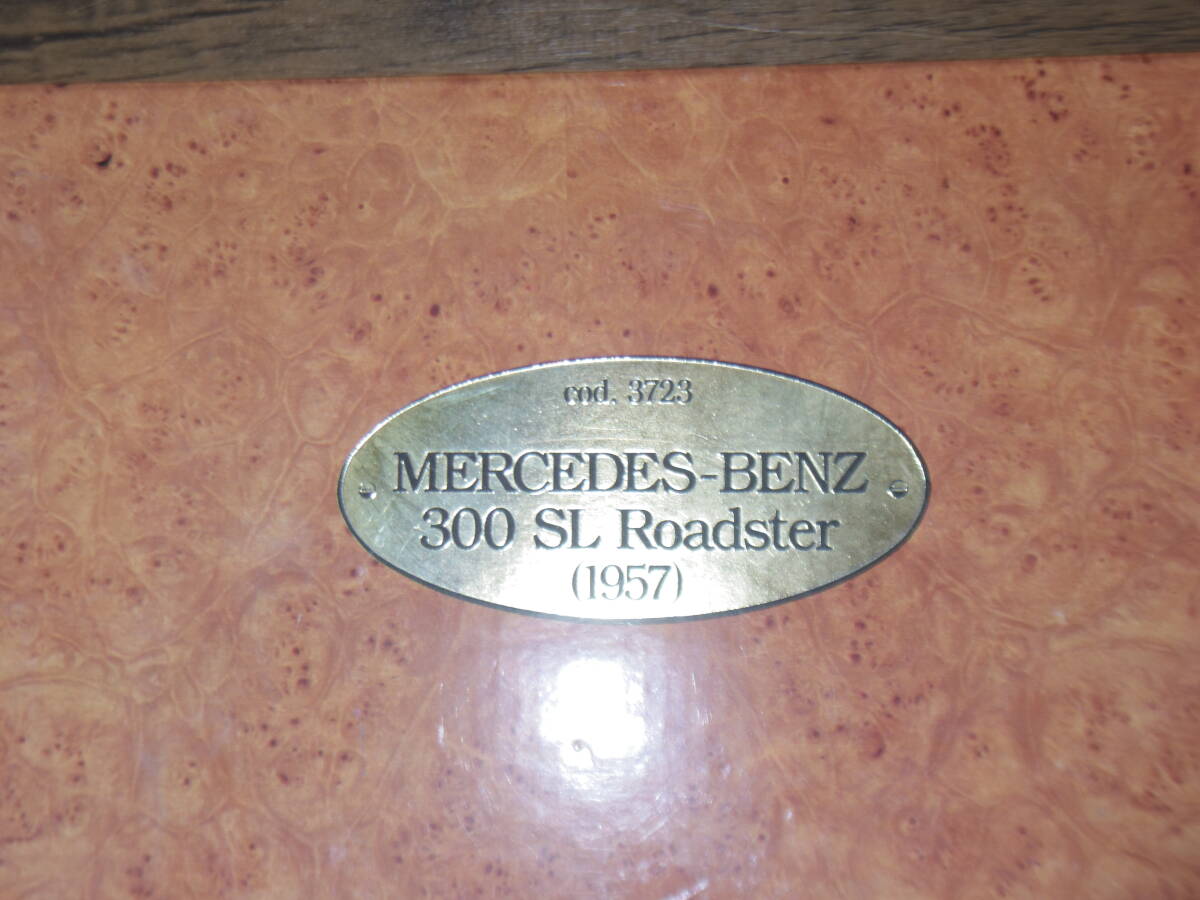 cod. 3723
MERCEDES-BENZ
300 SL Roadster
(1957)